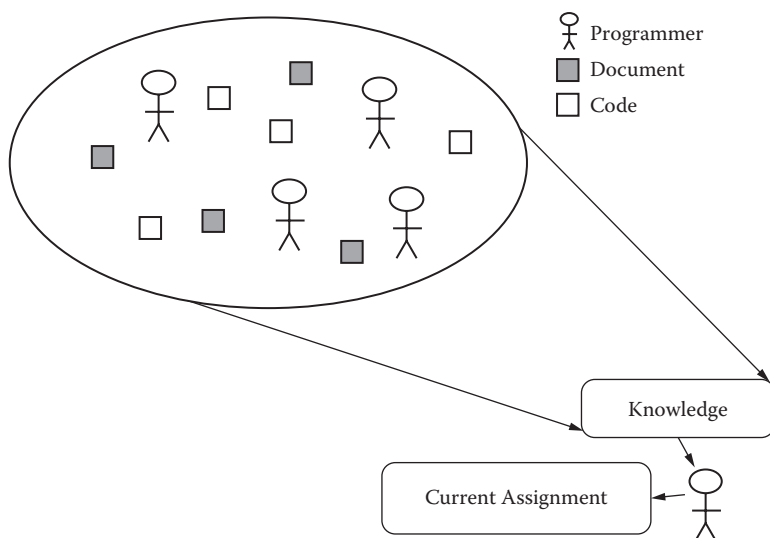 Programmer
Document
Code
Knowledge
Current Assignment